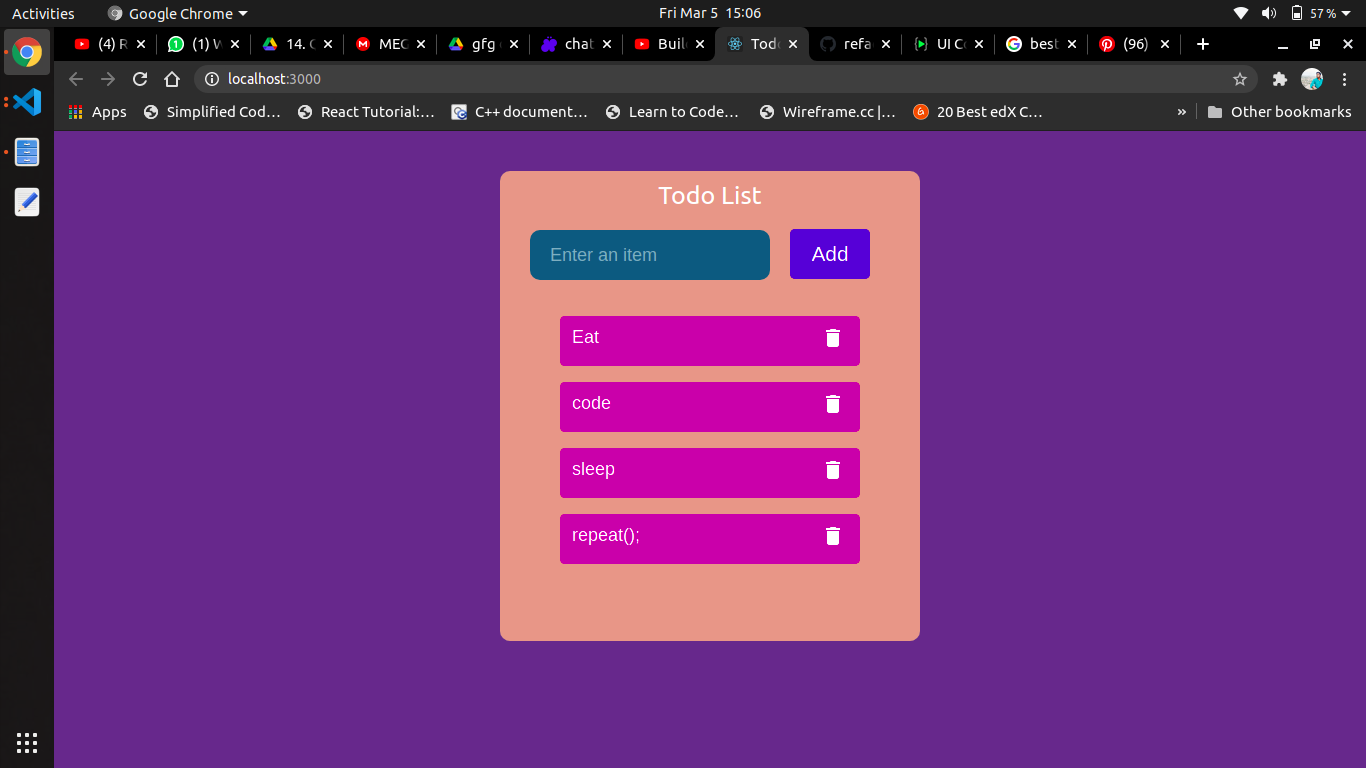 Activities Google Chrome Fri Mar 5 15:06 57 %
(4) R (1) W 14. C MEG gfg chat Buil Todo refa UI Co best (96)
localhost:3000
Apps Simplified Cod... React Tutorial:... C++ document... Learn to Code... Wireframe.cc |... 20 Best edX C... » Other bookmarks
Todo List
Enter an item Add
Eat
code
sleep
repeat();